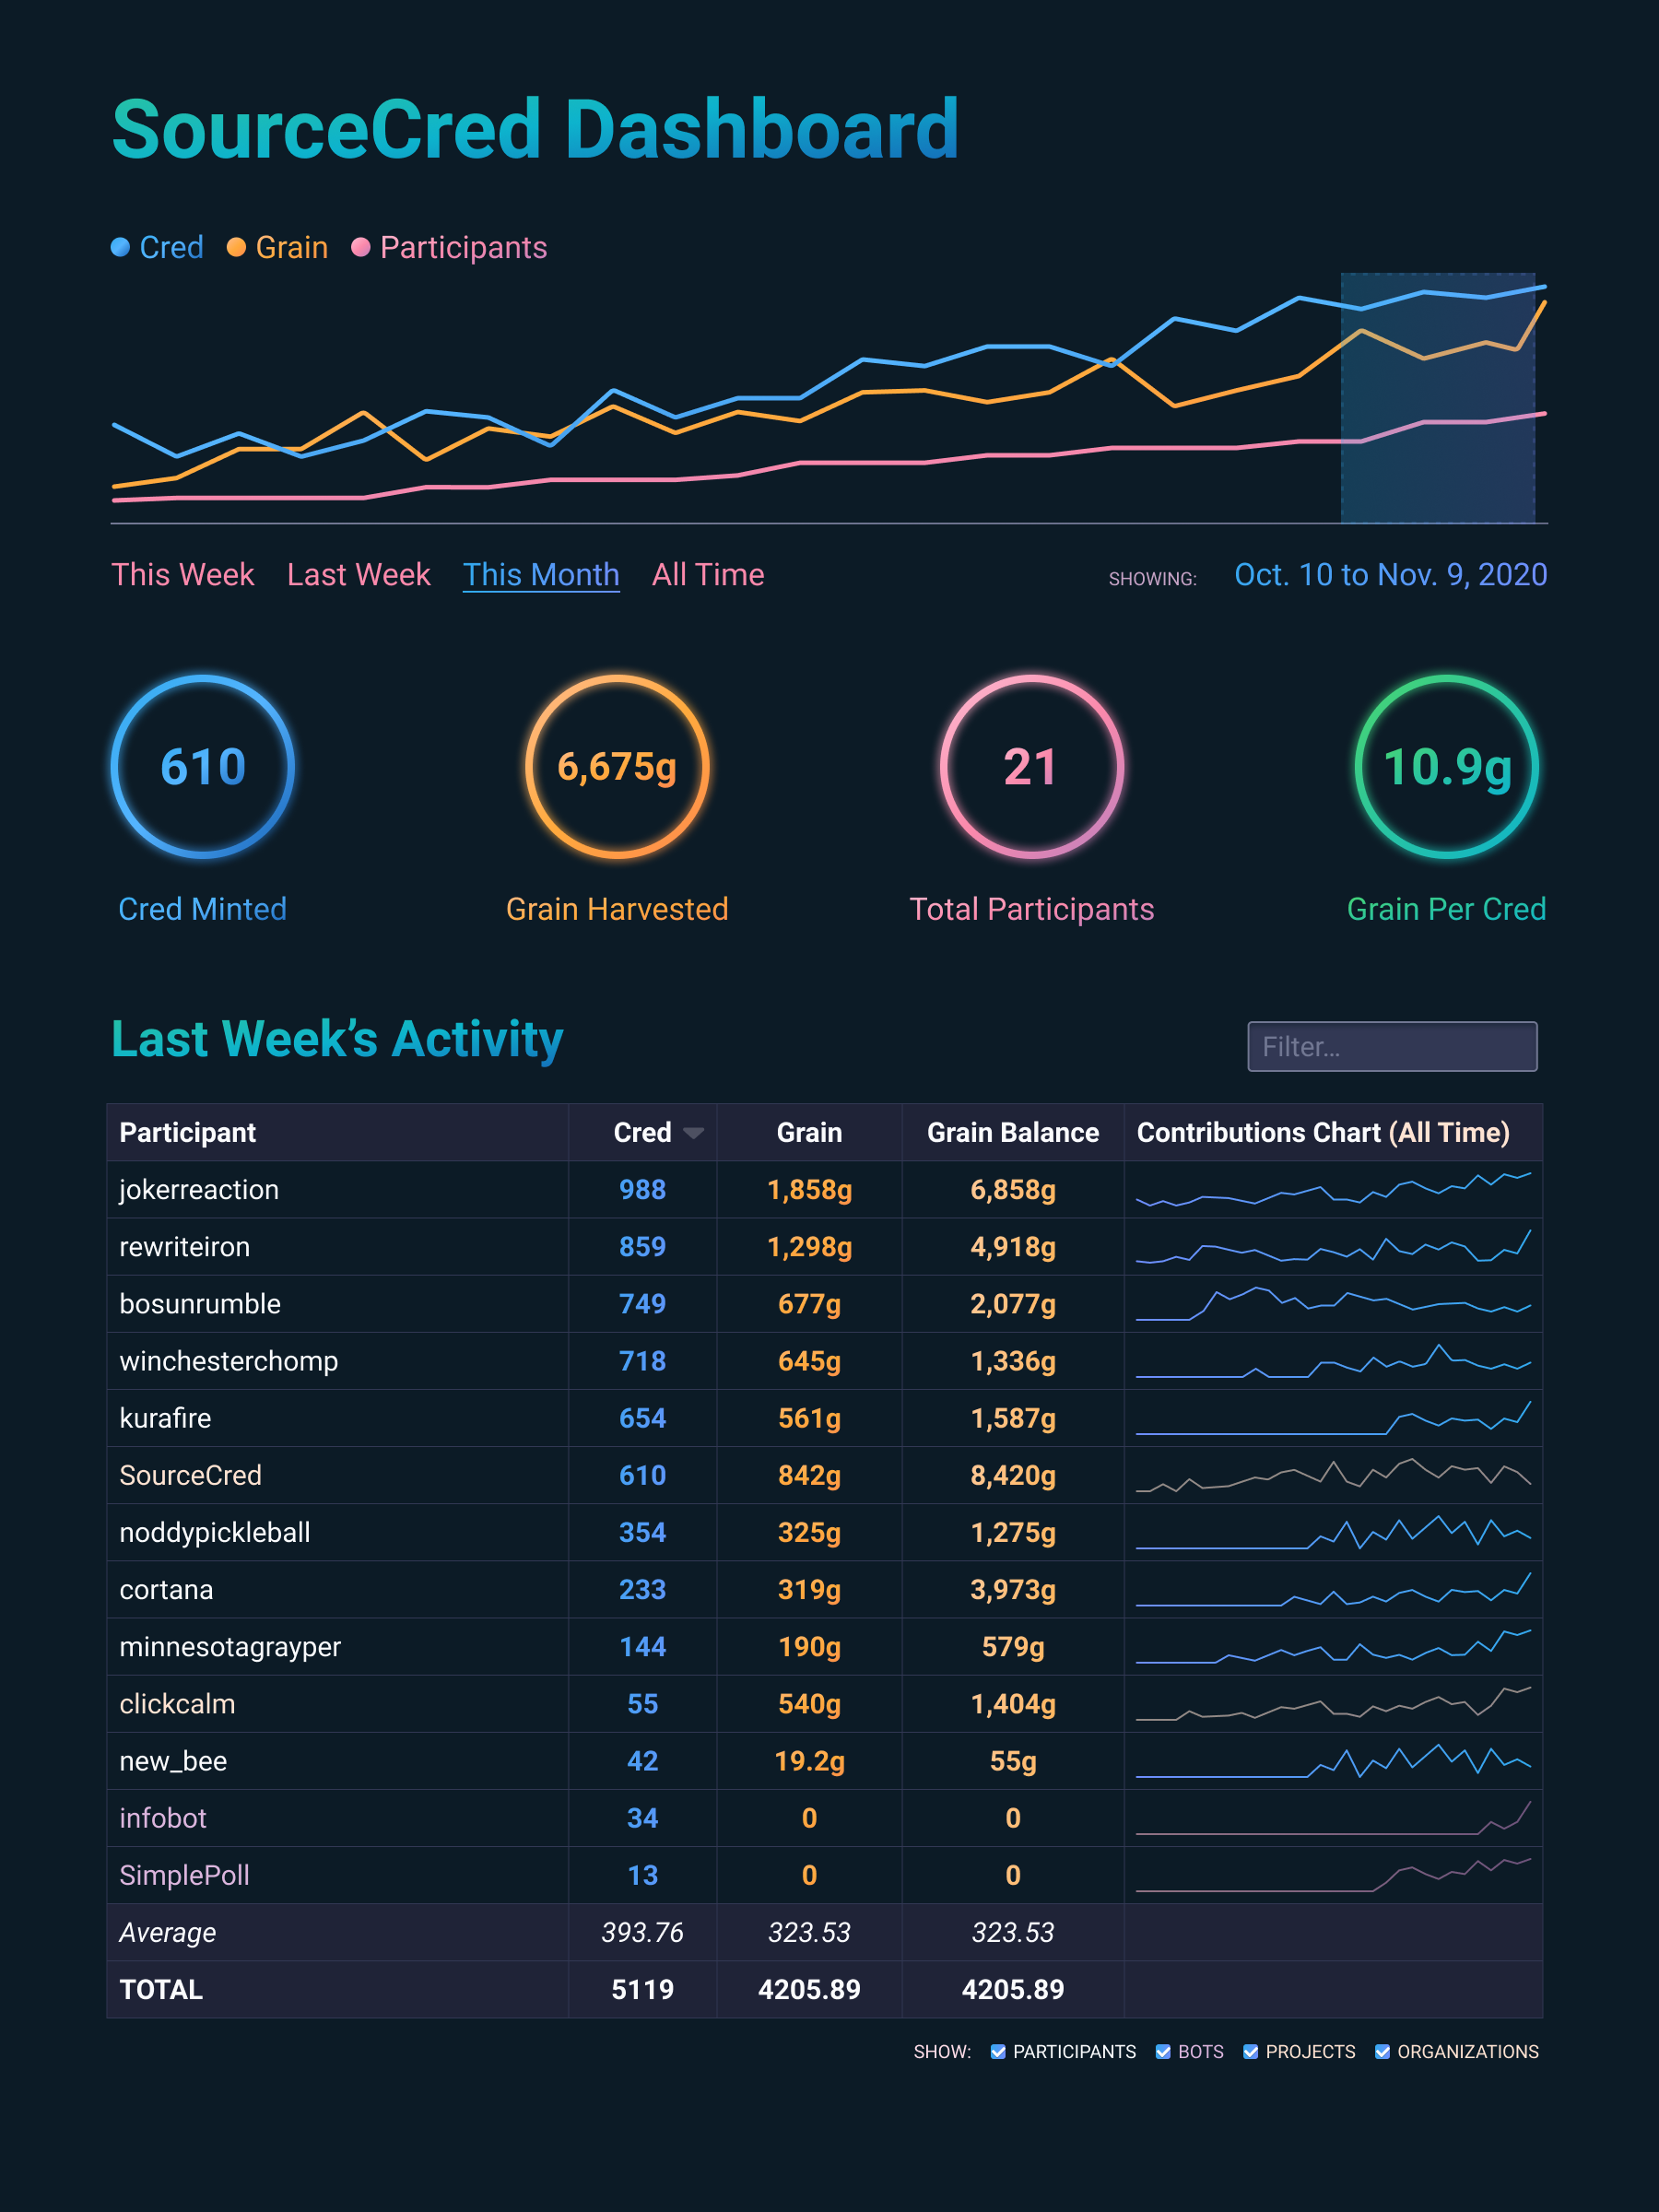 SourceCred Dashboard
Cred Grain Participants
This Week Last Week This Month All Time SHOWING: Oct. 10 to Nov. 9, 2020
610 6,675g 21 10.9g
Cred Minted Grain Harvested Total Participants Grain Per Cred
Last Week’s Activity Filter...
Participant Cred Grain Grain Balance Contributions Chart (All Time)
jokerreaction 988 1,858g 6,858g
rewriteiron 859 1,298g 4,918g
bosunrumble 749 677g 2,077g
winchesterchomp 718 645g 1,336g
kurafire 654 561g 1,587g
SourceCred 610 842g 8,420g
noddypickleball 354 325g 1,275g
cortana 233 319g 3,973g
minnesotagrayper 144 190g 579g
clickcalm 55 540g 1,404g
new_bee 42 19.2g 55g
infobot 34 0 0
SimplePoll 13 0 0
Average 393.76 323.53 323.53
TOTAL 5119 4205.89 4205.89
SHOW: PARTICIPANTS BOTS PROJECTS ORGANIZATIONS